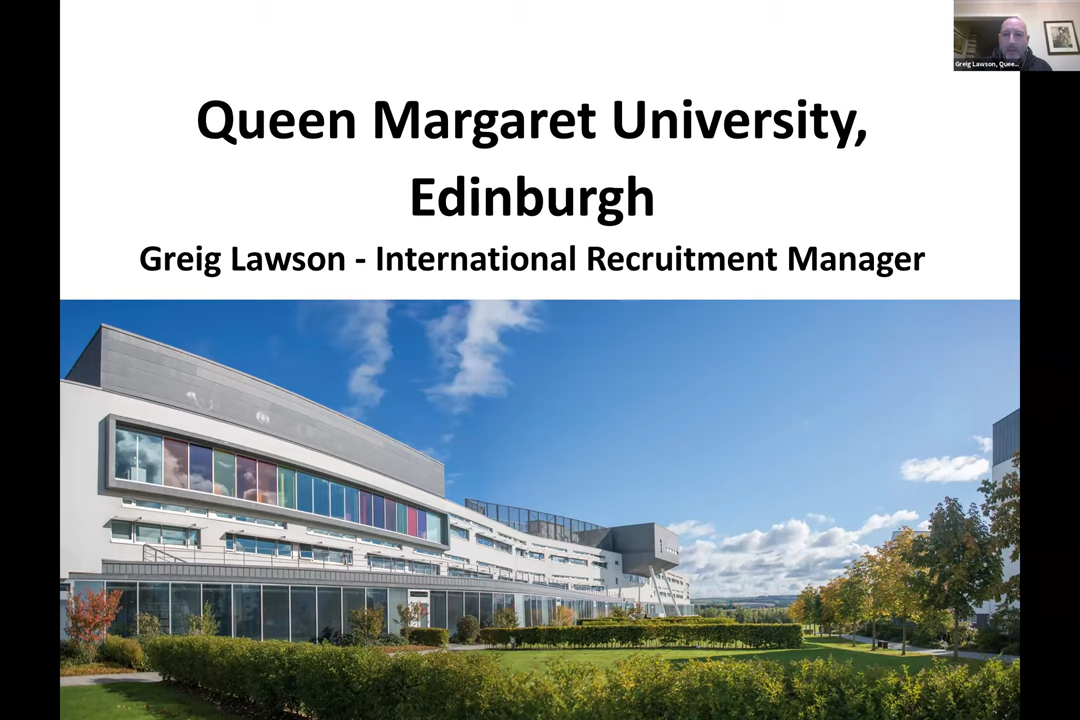 Queen Margaret University,
Edinburgh
Greig Lawson - International Recruitment Manager
Greig Lawson, Quee...